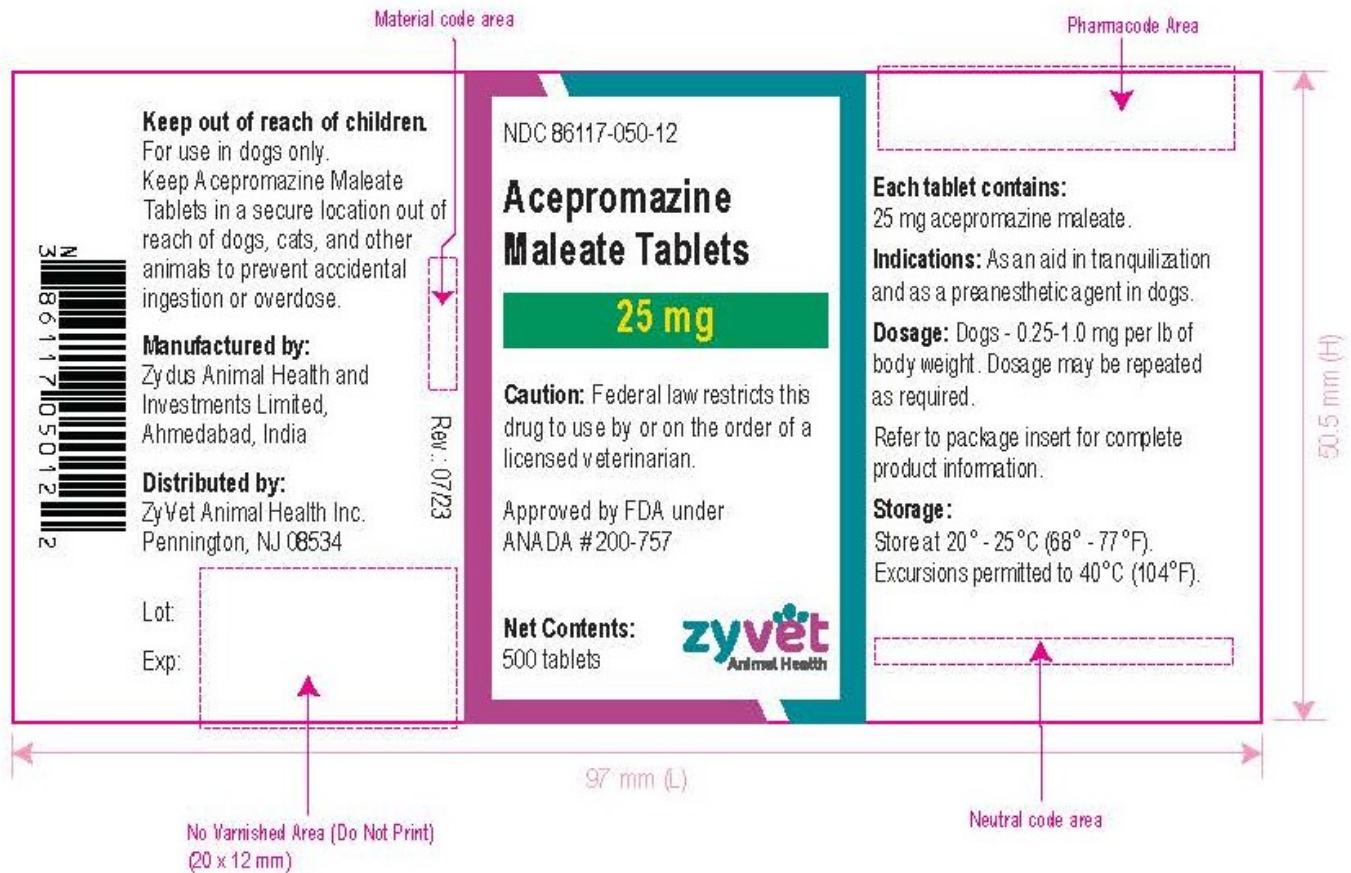 Material code area
Pharmacode Area
Keep out of reach of children.
For use in dogs only.
Keep Acepromazine Maleate
Tablets in a secure location out of
reach of dogs, cats, and other
animals to prevent accidental
ingestion or overdose.
Manufactured by:
Zydus Animal Health and
Investments Limited,
Ahmedabad, India
Distributed by:
ZyVet Animal Health Inc.
Pennington, NJ 08534
Lot:
Exp:
N
3 86117 05012 2
Rev.: 07/23
NDC 86117-050-12
Acepromazine
Maleate Tablets
25 mg
Caution: Federal law restricts this
drug to use by or on the order of a
licensed veterinarian.
Approved by FDA under
ANADA # 200-757
Net Contents:
500 tablets
zyvet
Animal Health
Each tablet contains:
25 mg acepromazine maleate.
Indications: As an aid in tranquilization
and as a preanesthetic agent in dogs.
Dosage: Dogs - 0.25-1.0 mg per lb of
body weight. Dosage may be repeated
as required.
Refer to package insert for complete
product information.
Storage:
Store at 20° - 25°C (68° - 77°F).
Excursions permitted to 40°C (104°F).
50.5 mm (H)
97 mm (L)
No Varnished Area (Do Not Print)
(20 x 12 mm)
Neutral code area